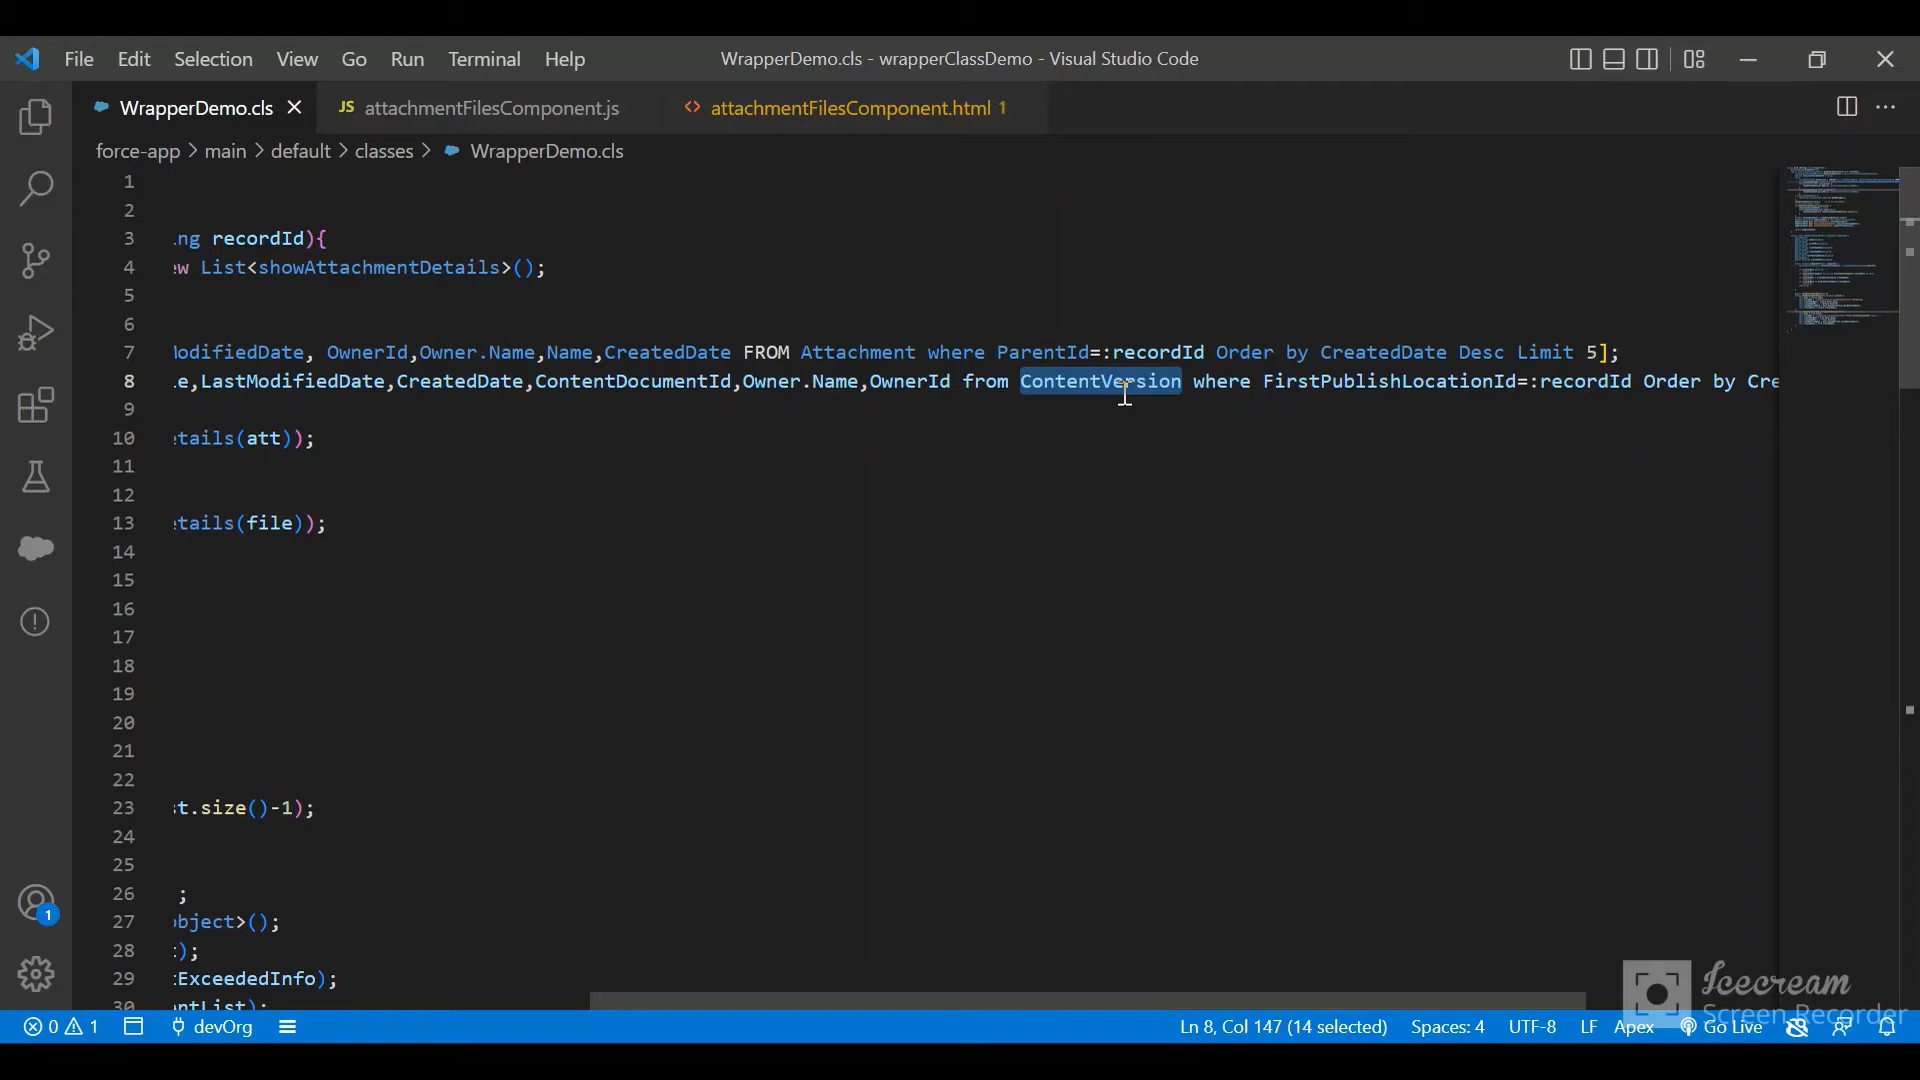 File Edit Selection View Go Run Terminal Help WrapperDemo.cls - wrapperClassDemo - Visual Studio Code
WrapperDemo.cls JS attachmentFilesComponent.js <> attachmentFilesComponent.html 1
force-app > main > default > classes > WrapperDemo.cls
1
2
3 ng recordId){
4 w List<showAttachmentDetails>();
5
6
7 odifiedDate, OwnerId,Owner.Name,Name,CreatedDate FROM Attachment where ParentId=:recordId Order by CreatedDate Desc Limit 5];
8 e,LastModifiedDate,CreatedDate,ContentDocumentId,Owner.Name,OwnerId from ContentVersion where FirstPublishLocationId=:recordId Order by Cre
9
10 tails(att));
11
12
13 tails(file));
14
15
16
17
18
19
20
21
22
23 t.size()-1);
24
25
26 ;
27 bject>();
28 );
29 ExceededInfo);
30 ntList);
1
0 1 devOrg Ln 8, Col 147 (14 selected) Spaces: 4 UTF-8 LF Apex Go Live
Icecream
Screen Recorder